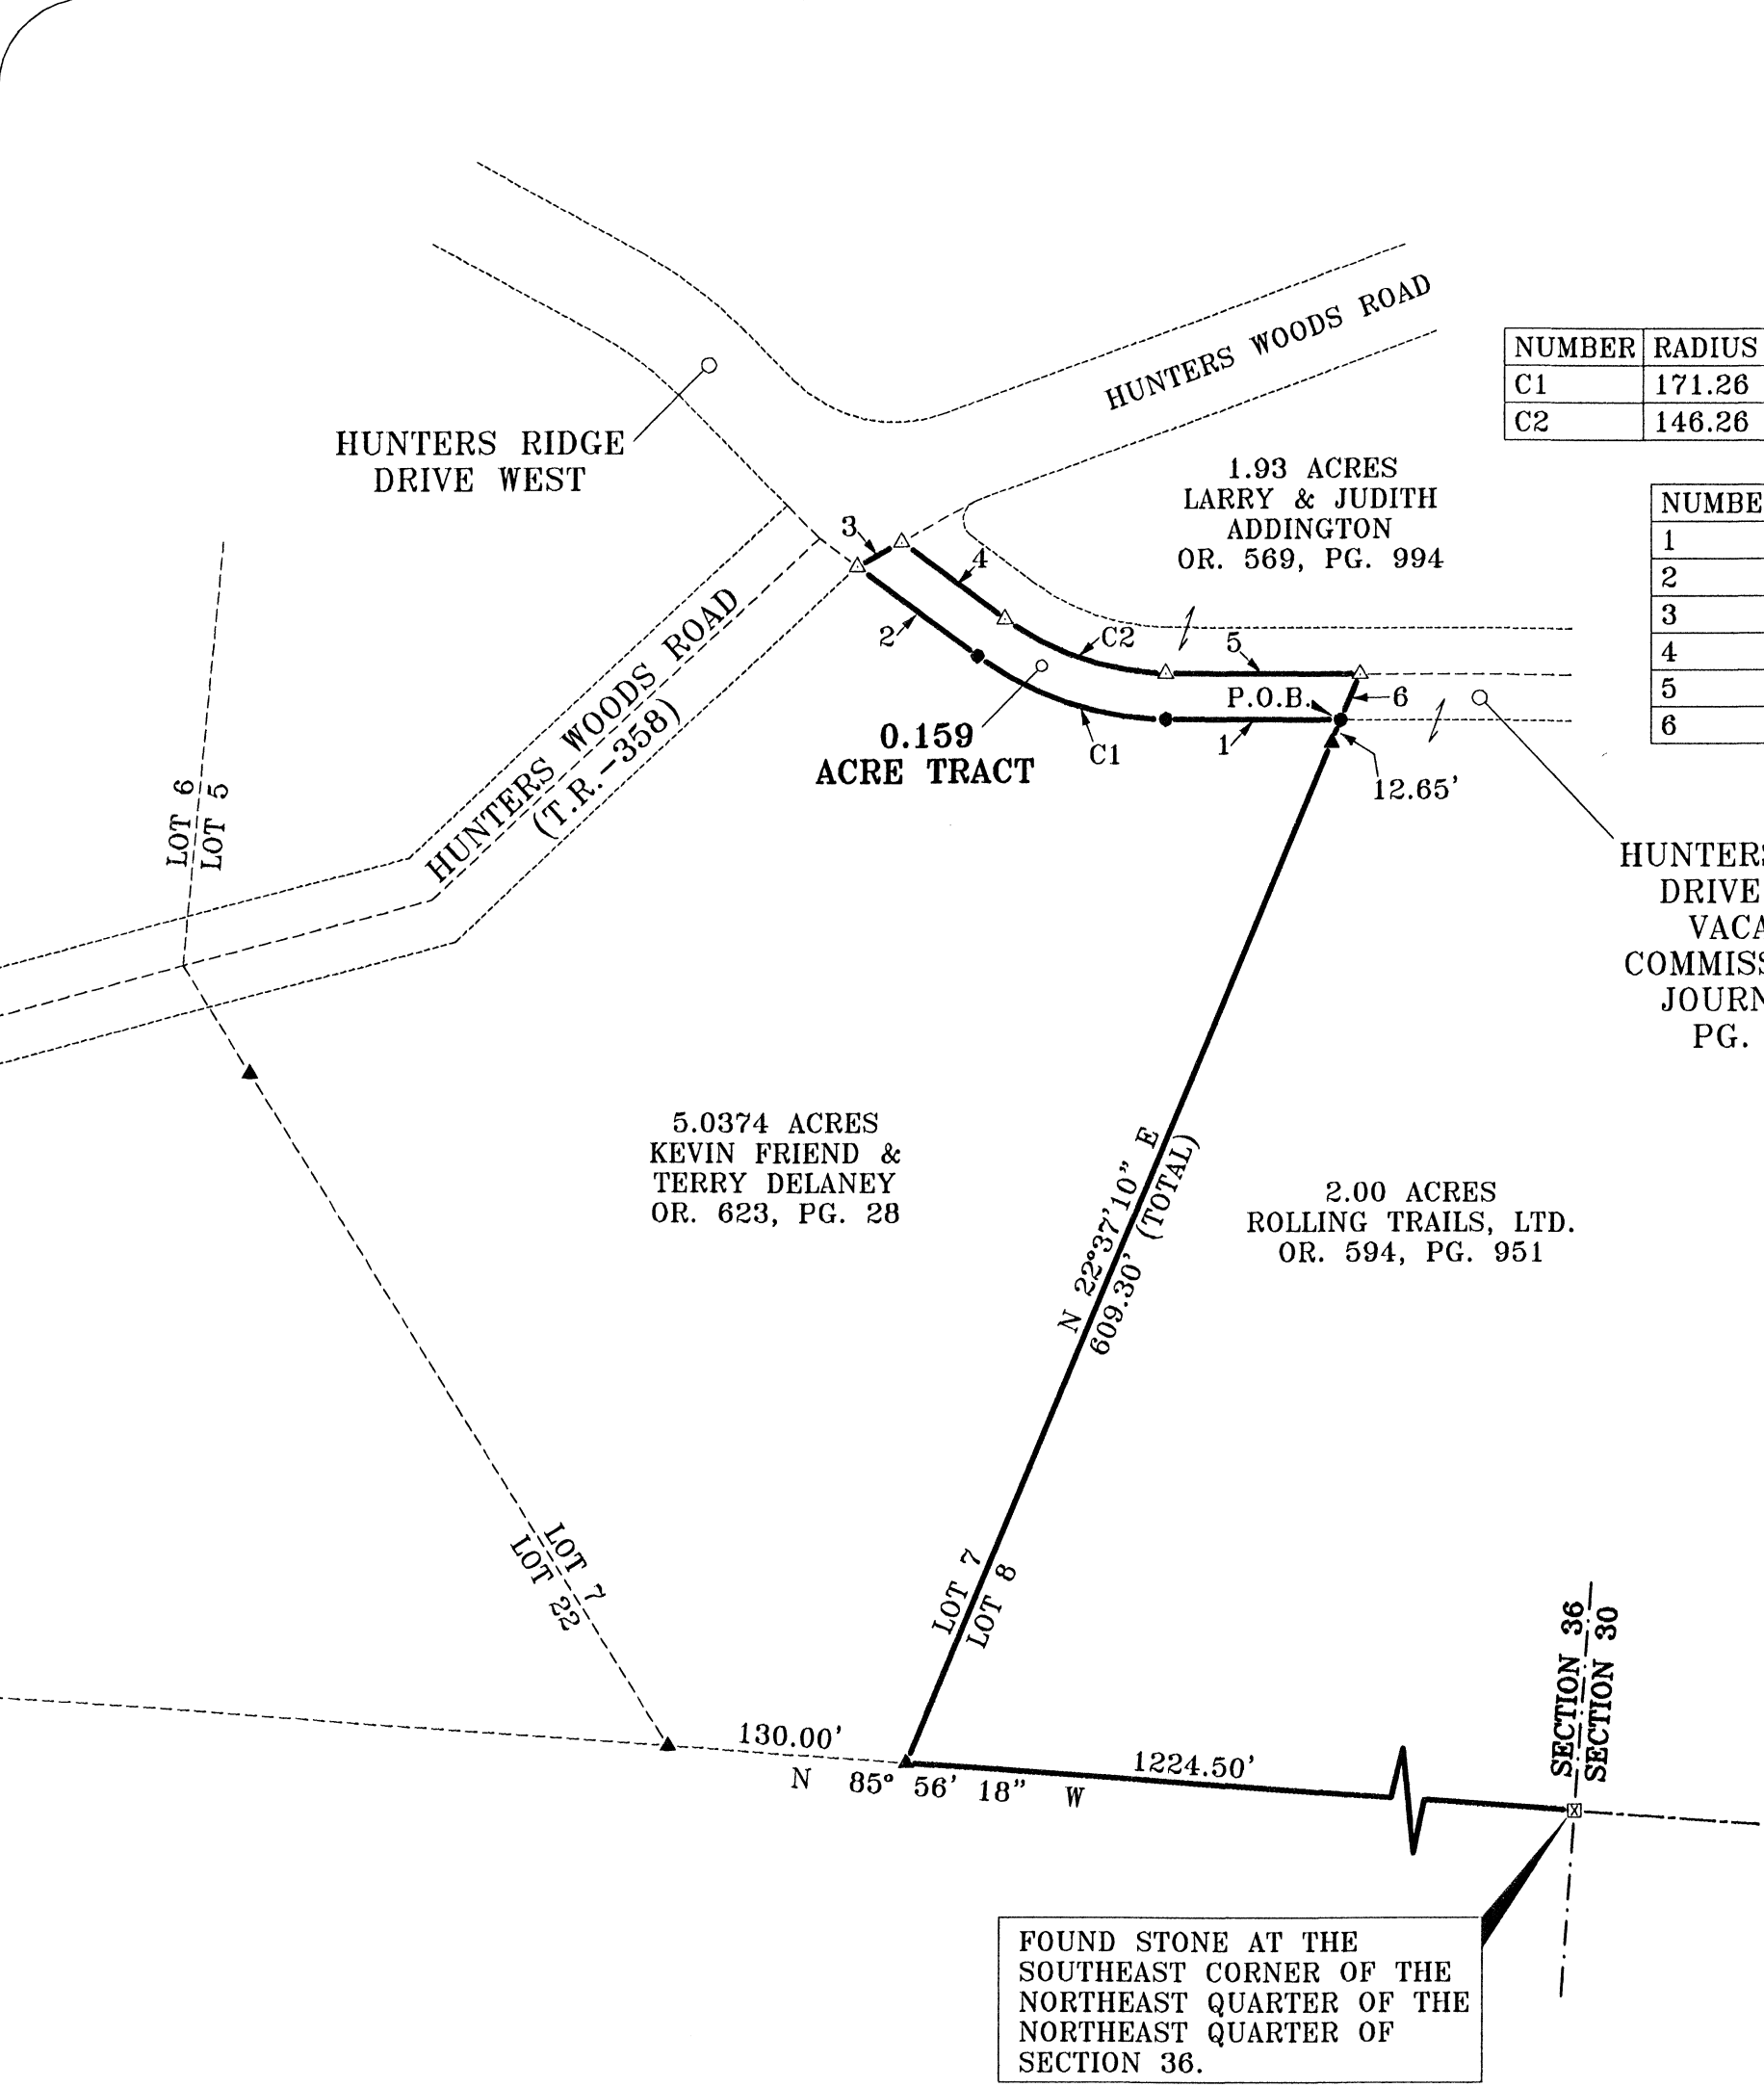 HUNTERS WOODS ROAD
NUMBER RADIUS
C1 171.26
C2 146.26
HUNTERS RIDGE
DRIVE WEST
1.93 ACRES
LARRY & JUDITH
ADDINGTON
OR. 569, PG. 994
NUMBE
1
2
3
4
5
6
3
4
2
C2
5
P.O.B.
6
C1
1
12.65'
0.159
ACRE TRACT
HUNTERS WOODS ROAD
(T.R.-358)
LOT 6
LOT 5
HUNTERS
DRIVE
VACA
COMMISS
JOURN
PG.
5.0374 ACRES
KEVIN FRIEND &
TERRY DELANEY
OR. 623, PG. 28
N 22°37'10" E
609.30' (TOTAL)
2.00 ACRES
ROLLING TRAILS, LTD.
OR. 594, PG. 951
LOT 7
LOT 22
LOT 7
LOT 8
SECTION 36
SECTION 30
130.00'
1224.50'
N 85° 56' 18" W
FOUND STONE AT THE
SOUTHEAST CORNER OF THE
NORTHEAST QUARTER OF THE
NORTHEAST QUARTER OF
SECTION 36.